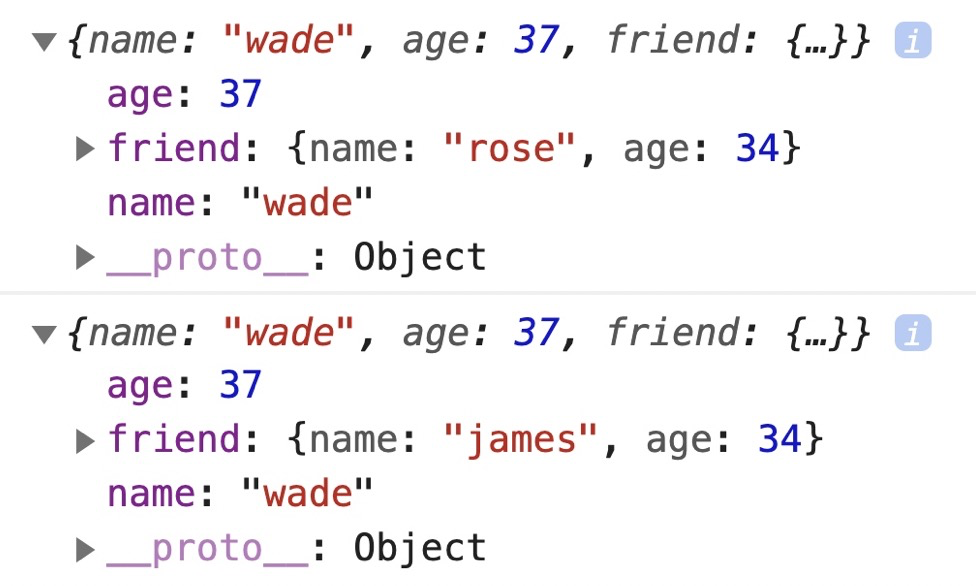 {name: "wade", age: 37, friend: {…}} i
age: 37
friend: {name: "rose", age: 34}
name: "wade"
__proto__: Object
{name: "wade", age: 37, friend: {…}} i
age: 37
friend: {name: "james", age: 34}
name: "wade"
__proto__: Object